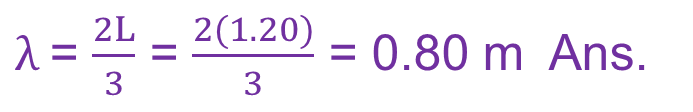 λ = 2L/3 = 2(1.20)/3 = 0.80 m Ans.